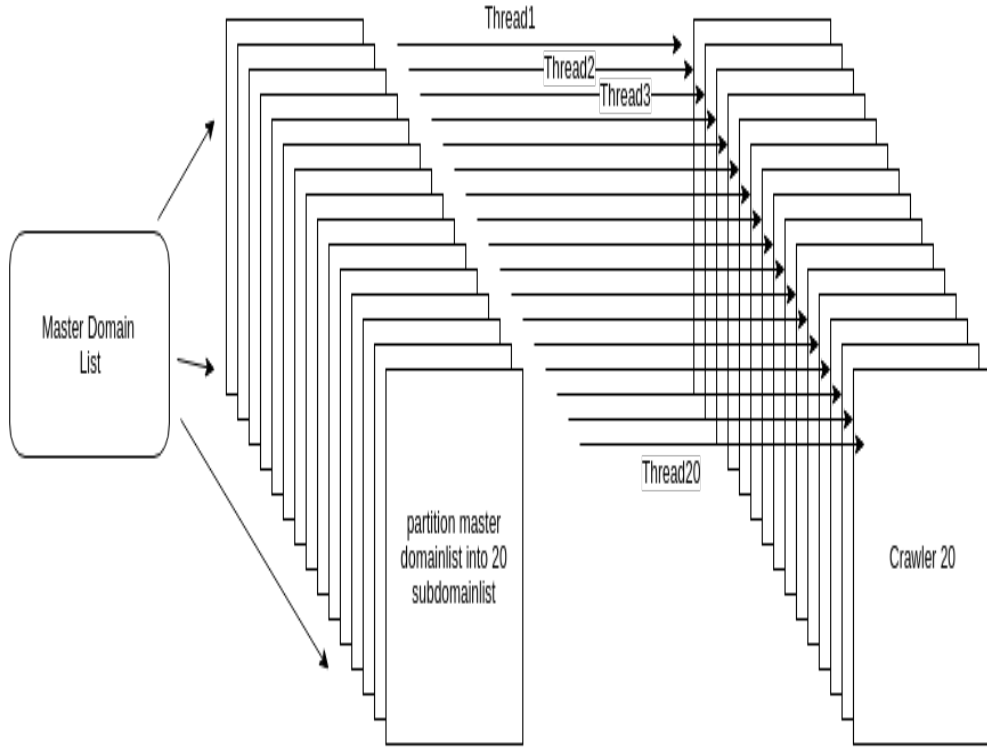 Thread1
Thread2
Thread3
Master Domain
List
Thread20
partition master
domainlist into 20
subdomainlist
Crawler 20